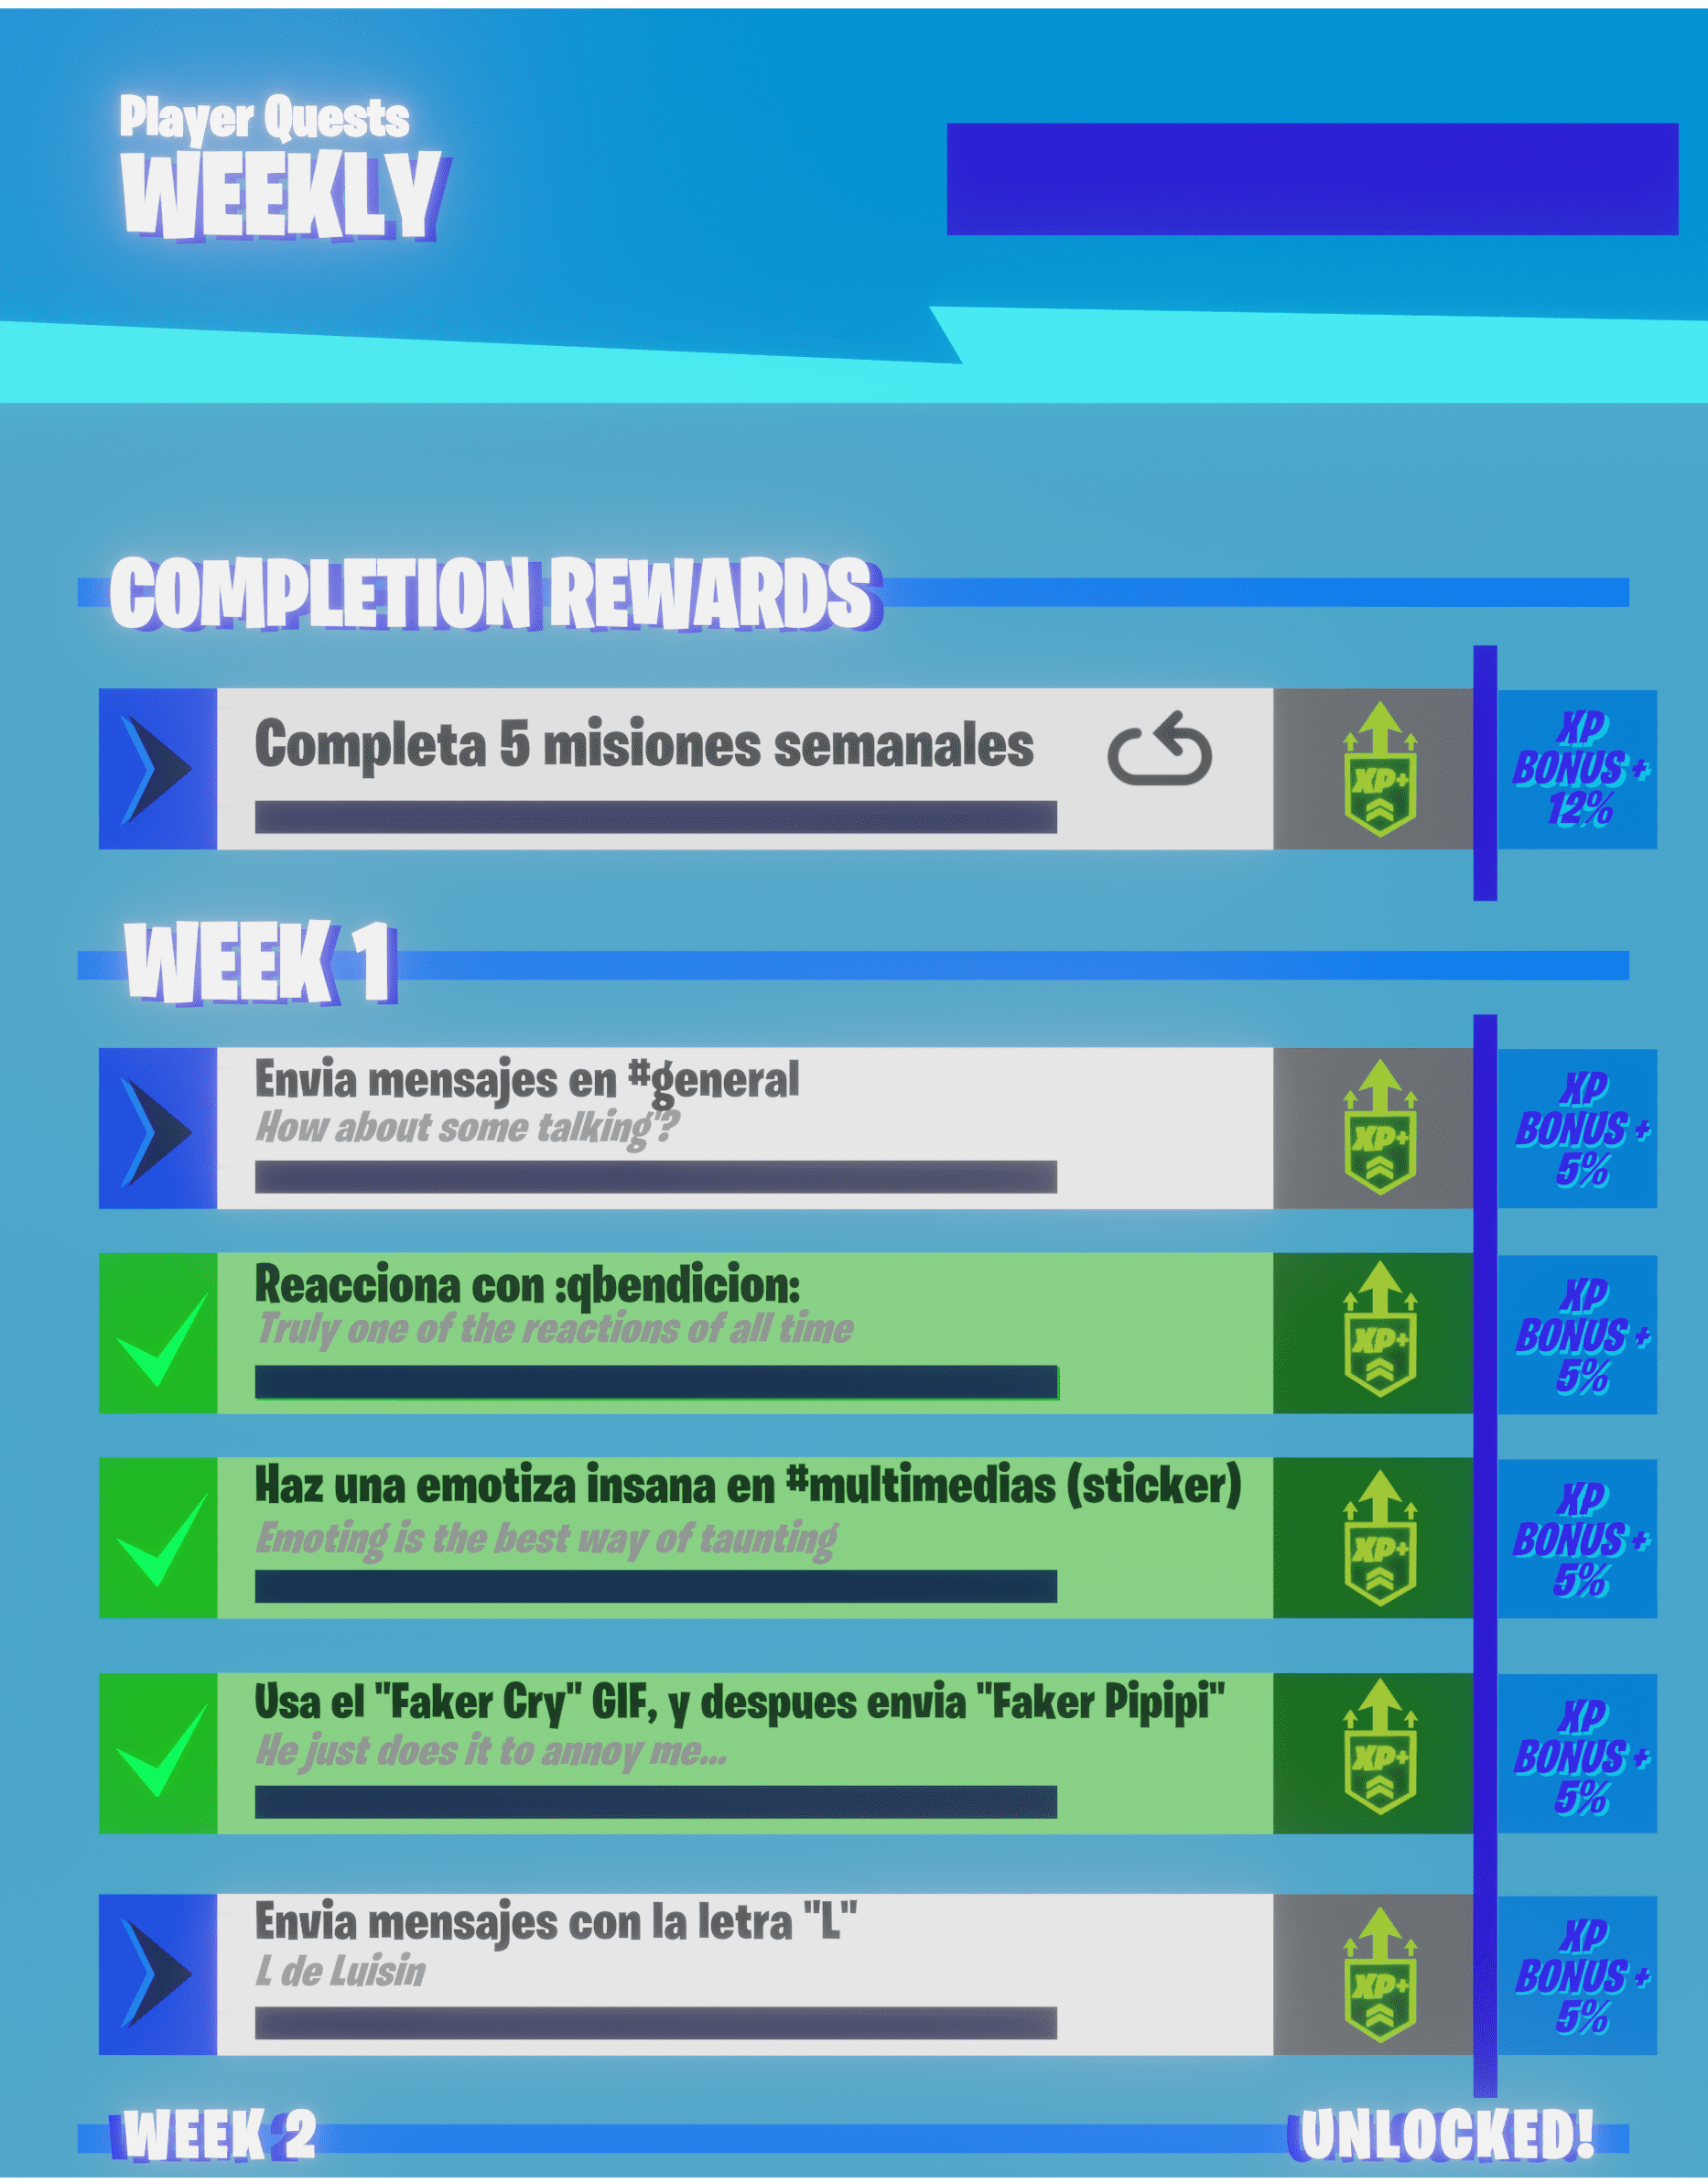 Player Quests
WEEKLY
COMPLETION REWARDS
Completa 5 misiones semanales
XP+
XP
BONUS +
12%
WEEK 1
Envia mensajes en #general
How about some talking?
XP+
XP
BONUS +
5%
Reacciona con :qbendicion:
Truly one of the reactions of all time
XP+
XP
BONUS +
5%
Haz una emotiza insana en #multimedias (sticker)
Emoting is the best way of taunting
XP+
XP
BONUS +
5%
Usa el "Faker Cry" GIF, y despues envia "Faker Pipipi"
He just does it to annoy me...
XP+
XP
BONUS +
5%
Envia mensajes con la letra "L"
L de Luisin
XP+
XP
BONUS +
5%
WEEK 2
UNLOCKED!